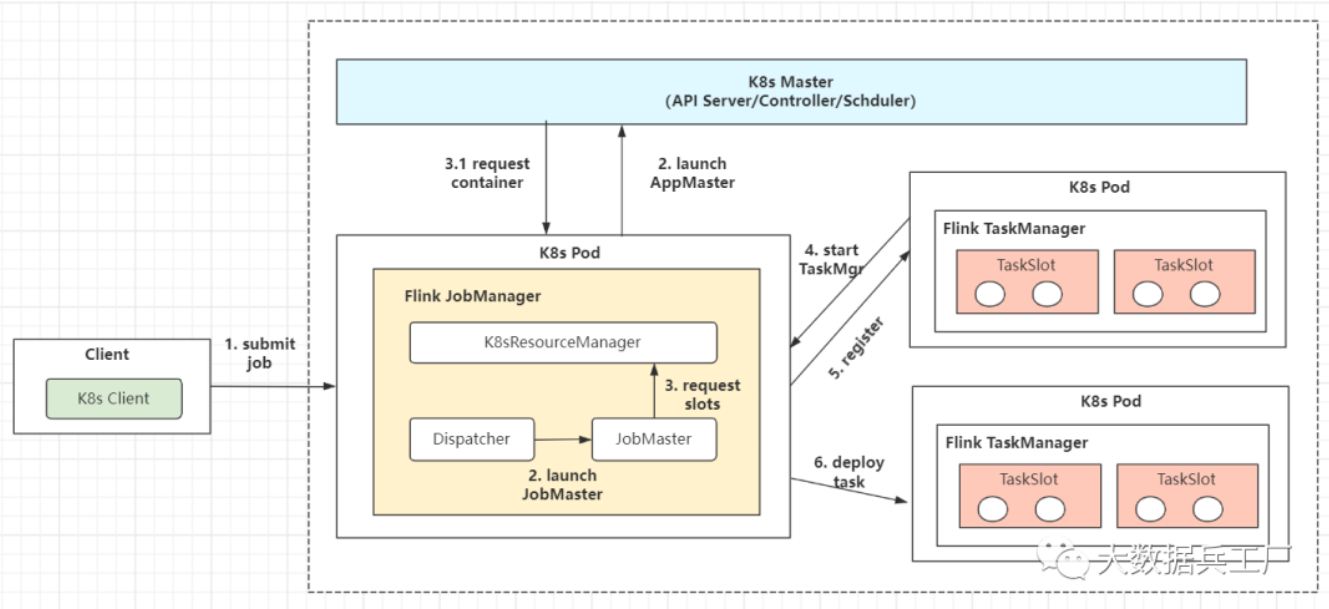 K8s Master
(API Server/Controller/Schduler)
3.1 request
container
2. launch
AppMaster
K8s Pod
Flink JobManager
K8sResourceManager
3. request
slots
Dispatcher
JobMaster
2. launch
JobMaster
Client
K8s Client
1. submit
job
4. start
TaskMgr
5. register
6. deploy
task
K8s Pod
Flink TaskManager
TaskSlot
TaskSlot
K8s Pod
Flink TaskManager
TaskSlot
TaskSlot
大数据兵工厂